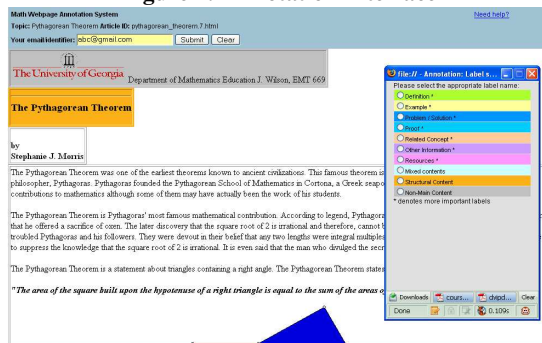 Math Webpage Annotation System
Need help?
Topic: Pythagorean Theorem Article ID: pythagorean_theorem.7.html
Your email identifier: abc@gmail.com Submit Clear
The University of Georgia Department of Mathematics Education J. Wilson, EMT 669
The Pythagorean Theorem
by
Stephanie J. Morris
The Pythagorean Theorem was one of the earliest theorems known to ancient civilizations. This famous theorem is
philosopher, Pythagoras. Pythagoras founded the Pythagorean School of Mathematics in Cortona, a Greek seapo
contributions to mathematics although some of them may have actually been the work of his students.
The Pythagorean Theorem is Pythagoras' most famous mathematical contribution. According to legend, Pythagora
that he offered a sacrifice of oxen. The later discovery that the square root of 2 is irrational and therefore, cannot b
troubled Pythagoras and his followers. They were devout in their belief that any two lengths were integral multiples
to suppress the knowledge that the square root of 2 is irrational. It is even said that the man who divulged the secr
The Pythagorean Theorem is a statement about triangles containing a right angle. The Pythagorean Theorem states
"The area of the square built upon the hypotenuse of a right triangle is equal to the sum of the areas o
file:// - Annotation: Label s...
Please select the appropriate label name:
Definition *
Example *
Problem / Solution *
Proof *
Related Concept *
Other Information *
Resources *
Mixed contents
Structural Content
Non-Main Content
* denotes more important labels
Downloads cours... dvipd... Clear
Done 0.109s